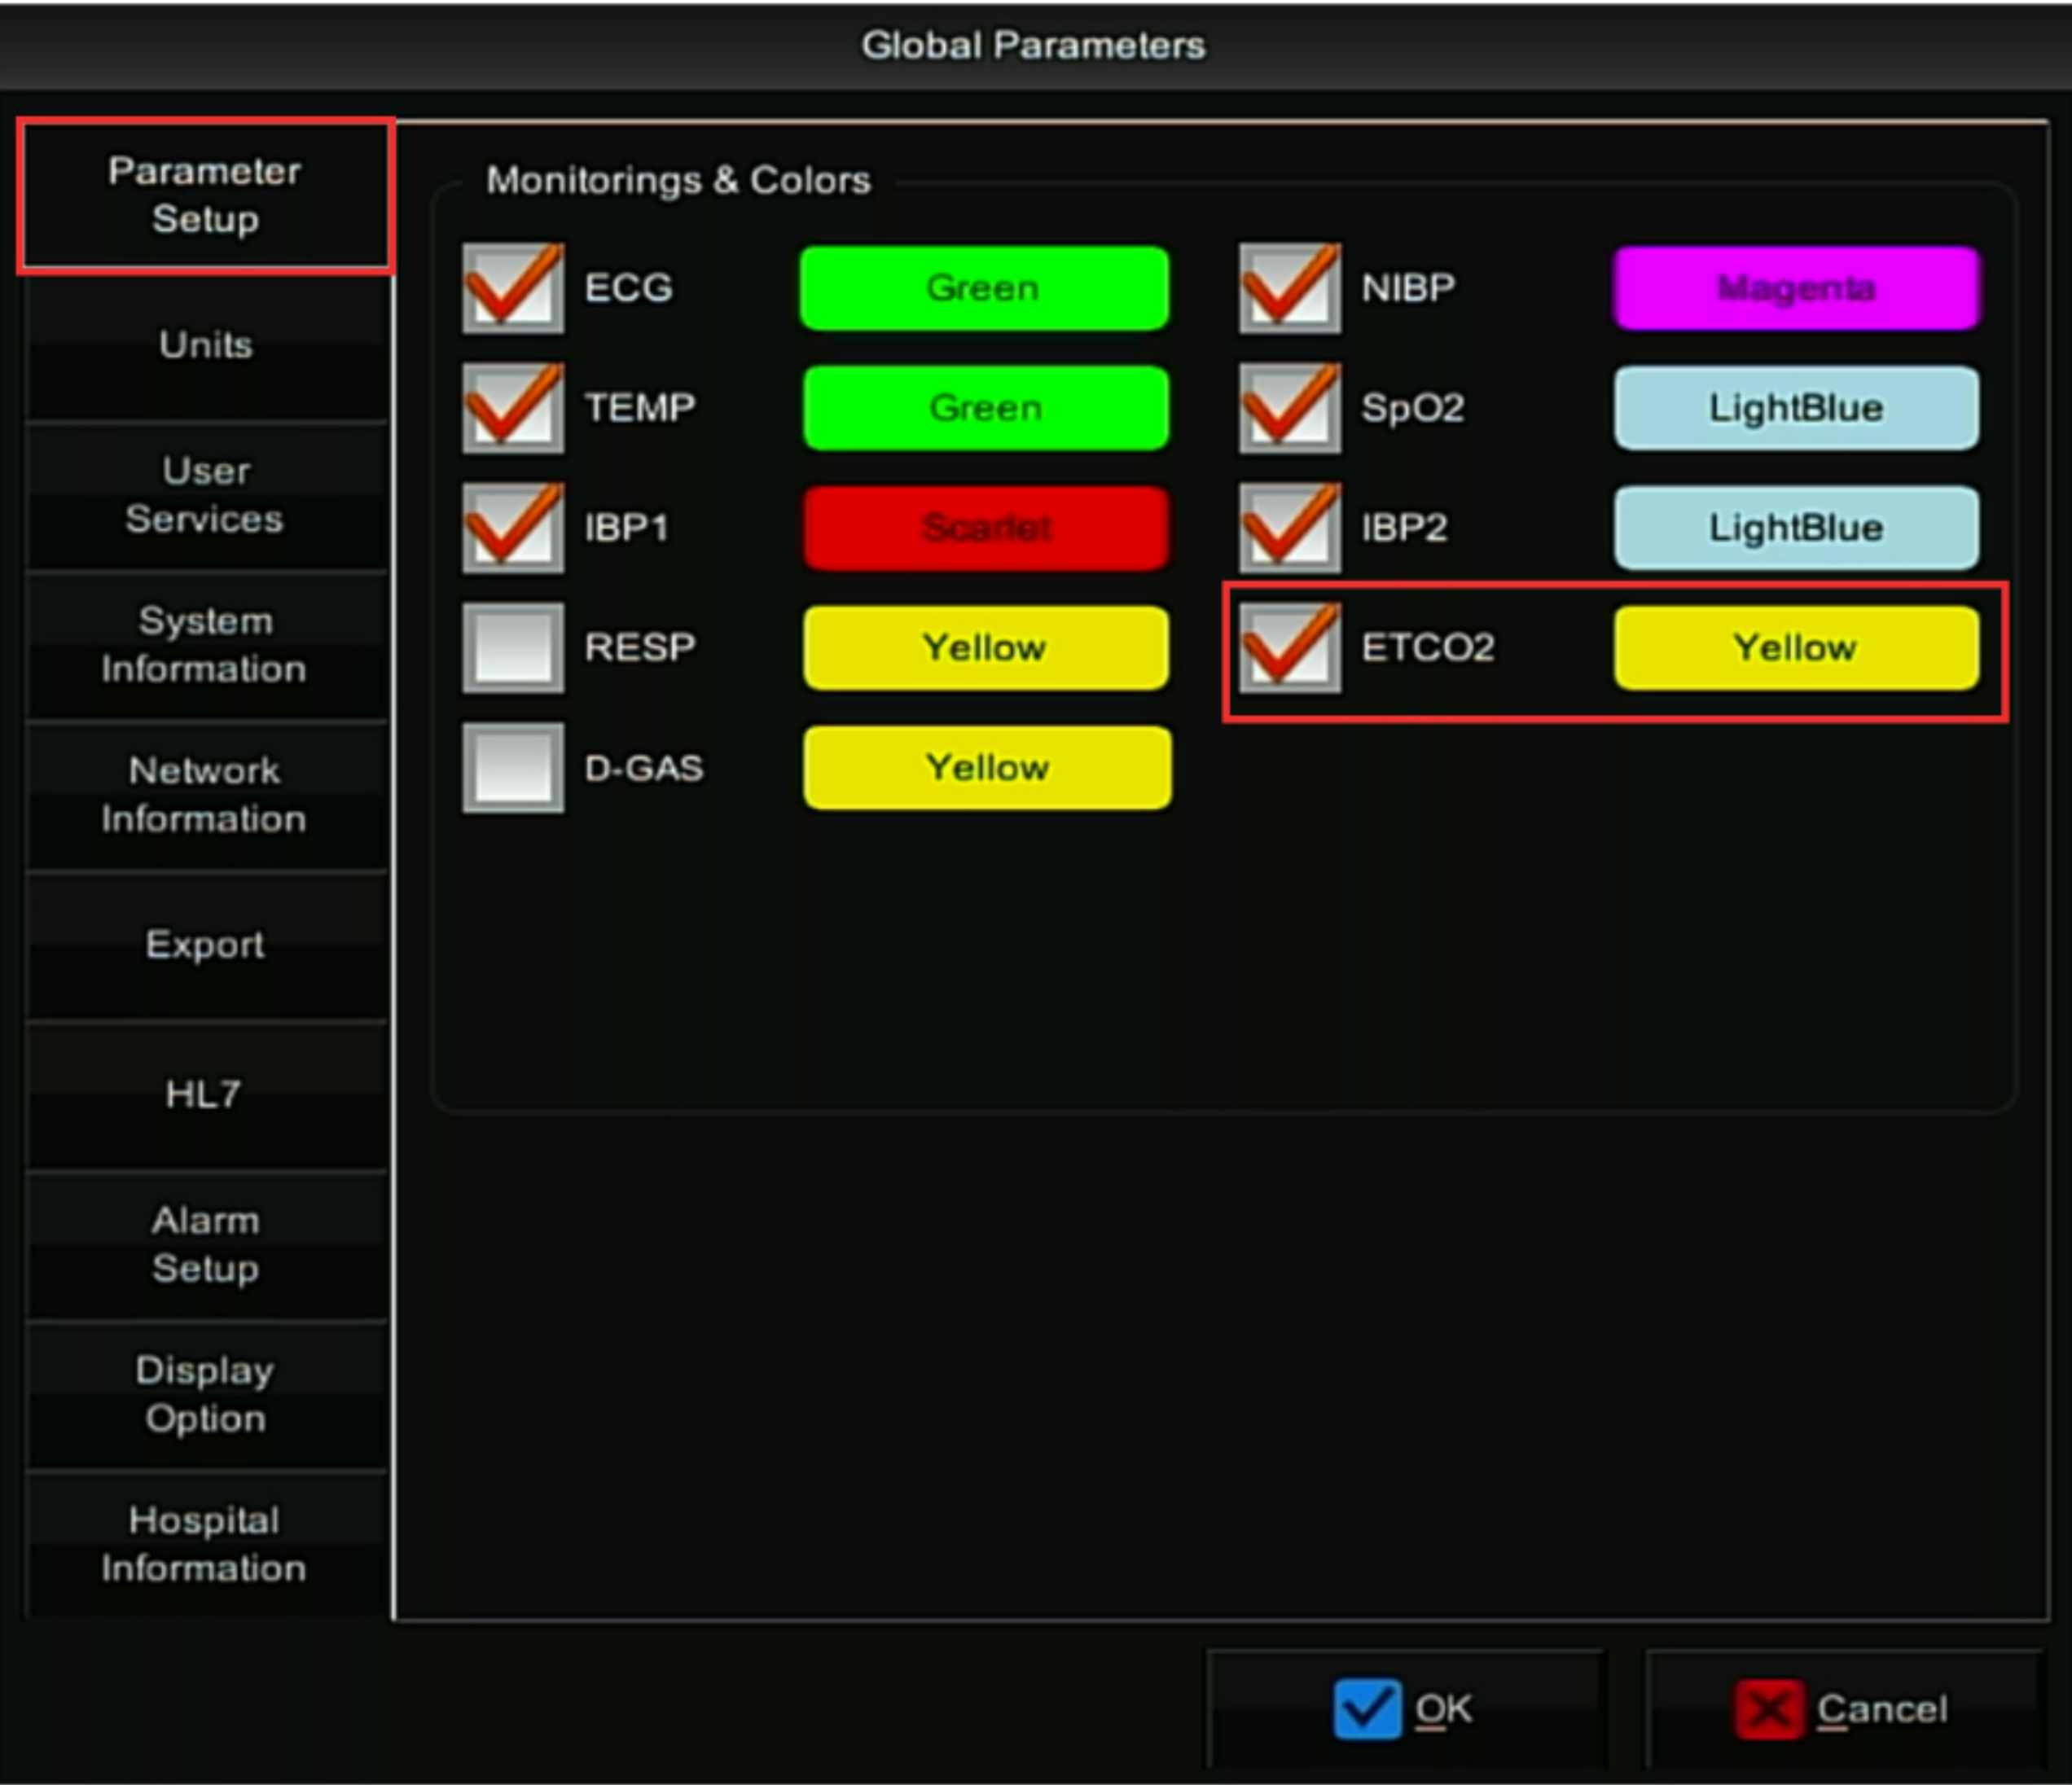 Global Parameters
Parameter
Setup
Units
User
Services
System
Information
Network
Information
Export
HL7
Alarm
Setup
Display
Option
Hospital
Information
Monitorings & Colors
ECG Green NIBP Magenta
TEMP Green SpO2 LightBlue
IBP1 Scarlet IBP2 LightBlue
RESP Yellow ETCO2 Yellow
D-GAS Yellow
OK Cancel